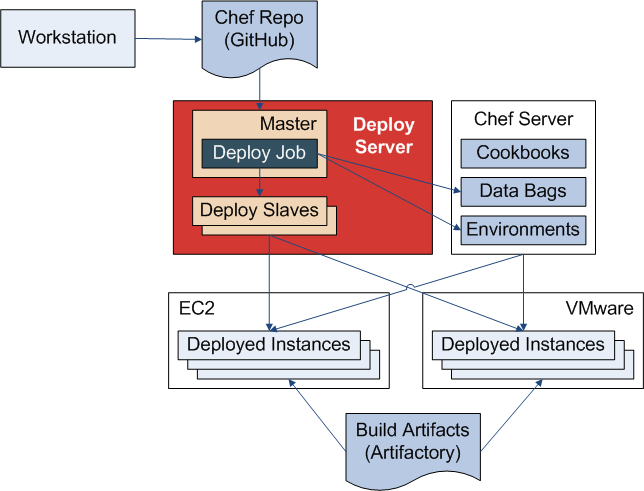 Workstation
Chef Repo
(GitHub)
Master
Deploy Job
Deploy
Server
Deploy Slaves
Chef Server
Cookbooks
Data Bags
Environments
EC2
Deployed Instances
VMware
Deployed Instances
Build Artifacts
(Artifactory)